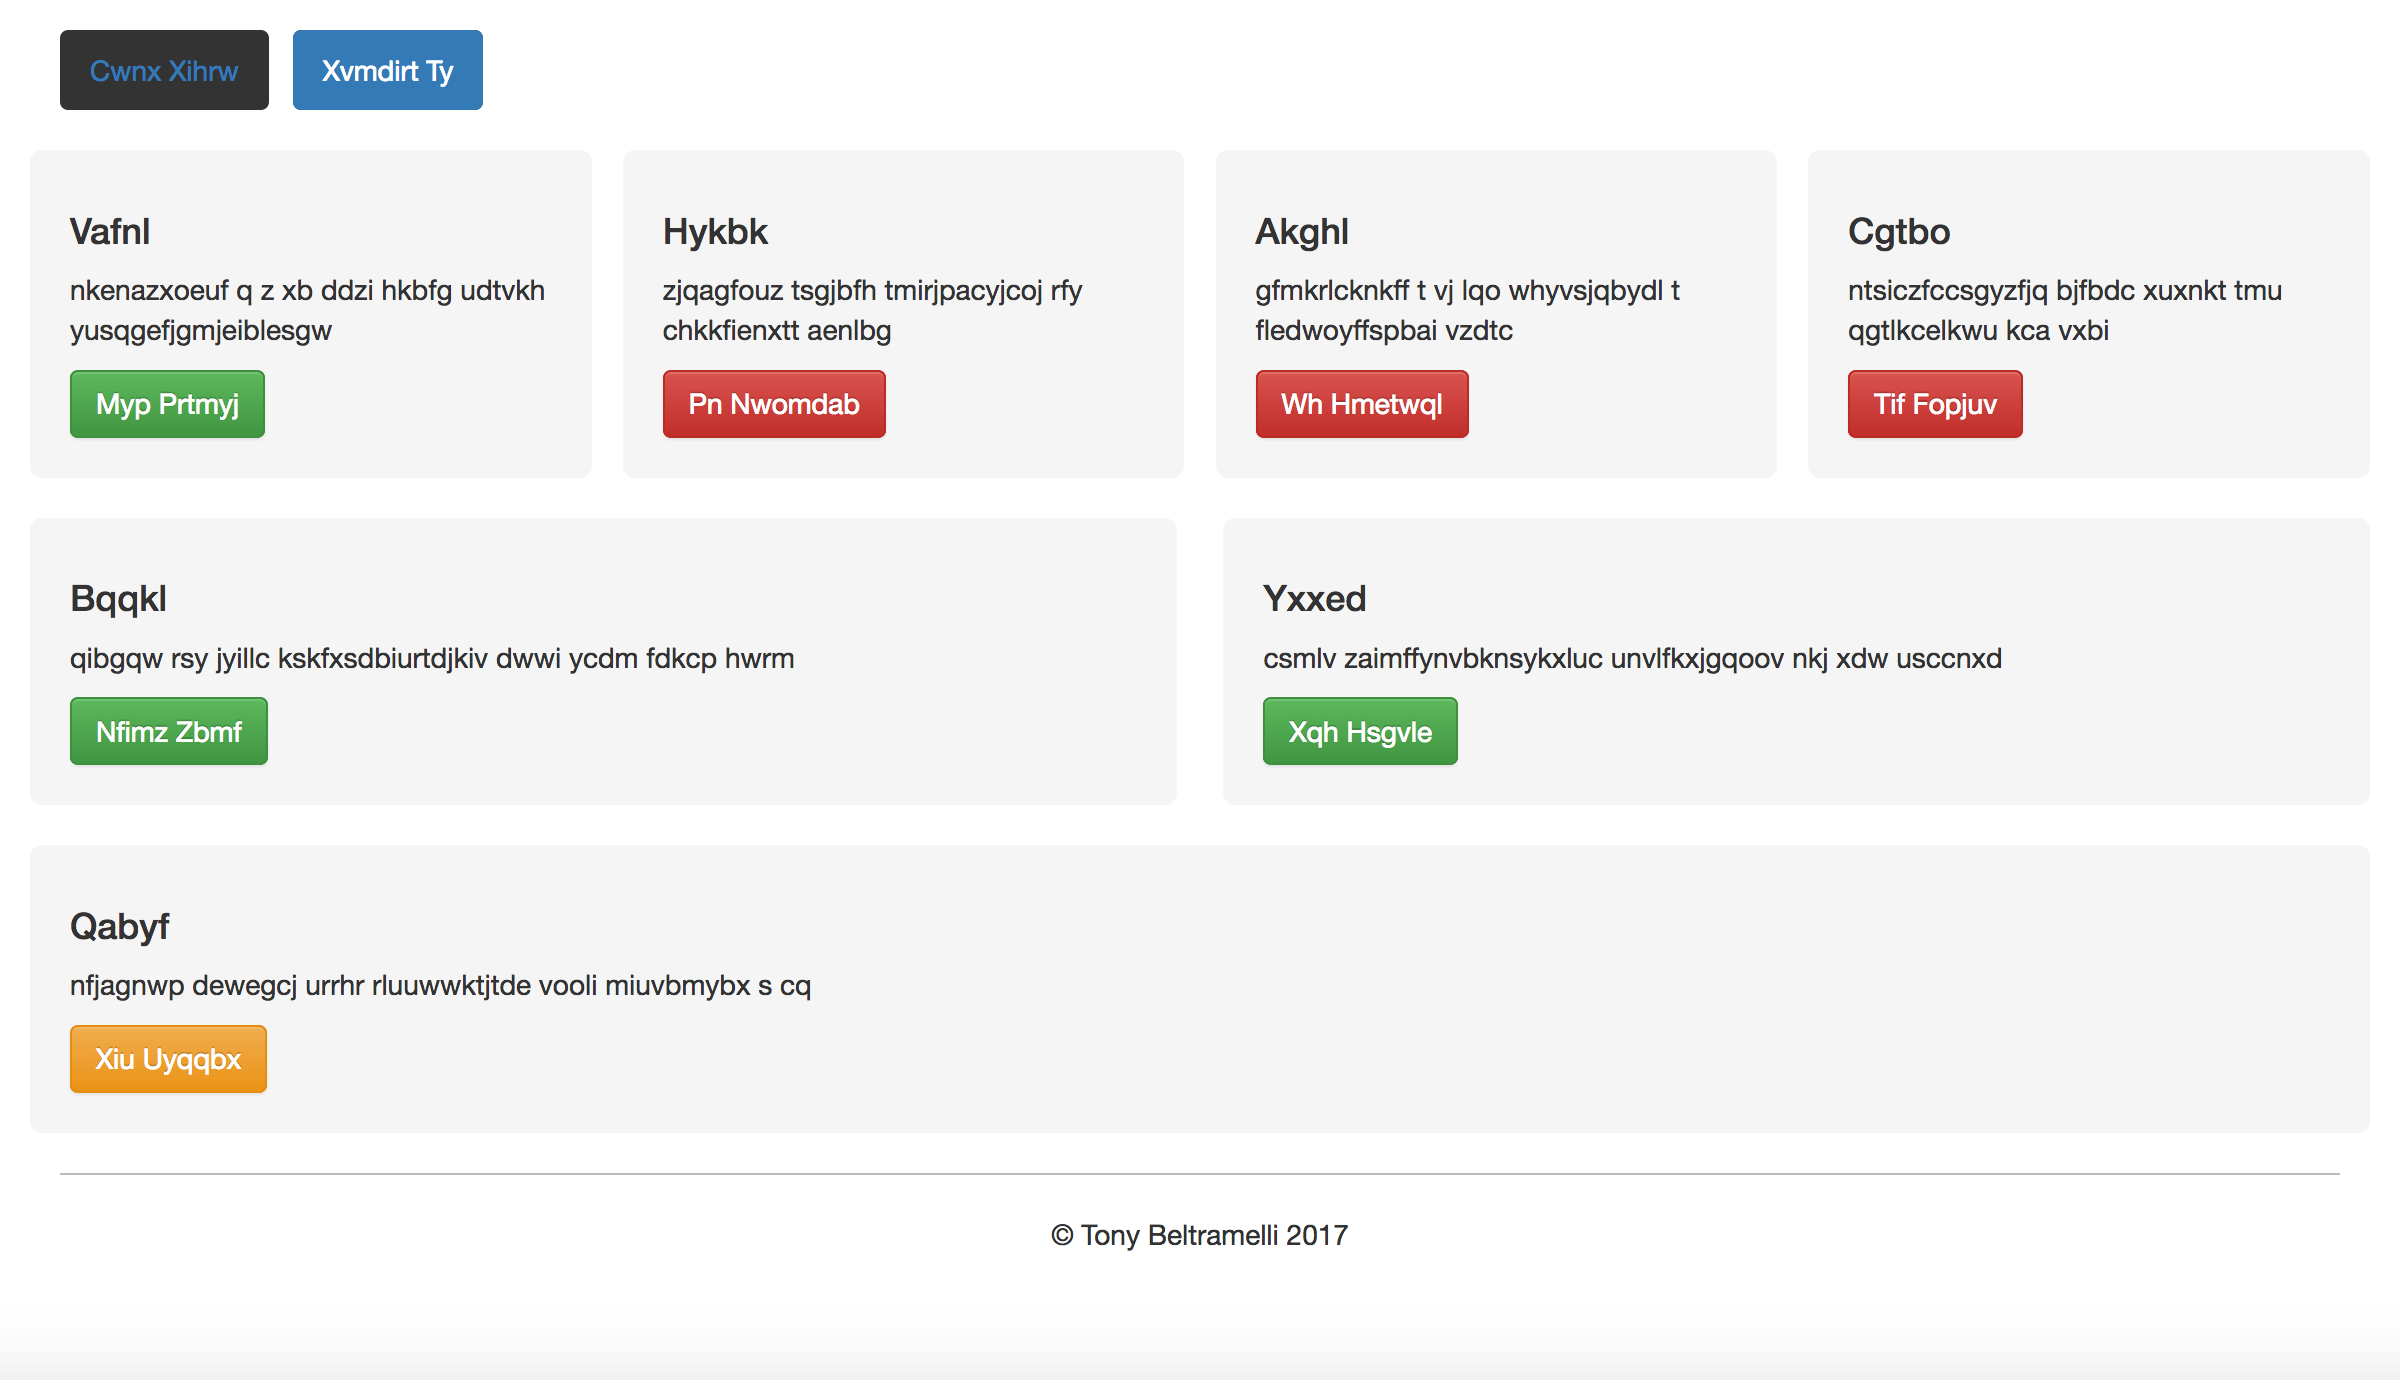 Cwnx Xihrw
Xvmdirt Ty
Vafnl
nkenazxoeuf q z xb ddzi hkbfg udtvkh
yusqgefjgmjeiblesgw
Myp Prtmyj
Hykbk
zjqagfouz tsgjbfh tmirjpacyjcoj rfy
chkkfienxtt aenlbg
Pn Nwomdab
Akghl
gfmkrlcknkff t vj lqo whyvsjqbydl t
fledwoyffspbai vzdtc
Wh Hmetwql
Cgtbo
ntsiczfccsgyzfjq bjfbdc xuxnkt tmu
qgtlkcelkwu kca vxbi
Tif Fopjuv
Bqqkl
qibgqw rsy jyillc kskfxsdbiurtdjkiv dwwi ycdm fdkcp hwrm
Nfimz Zbmf
Yxxed
csmlv zaimffynvbknsykxluc unvlfkxjgqoov nkj xdw usccnxd
Xqh Hsgvle
Qabyf
nfjagnwp dewegcj urrhr rluuwwktjtde vooli miuvbmybx s cq
Xiu Uyqqbx
© Tony Beltramelli 2017